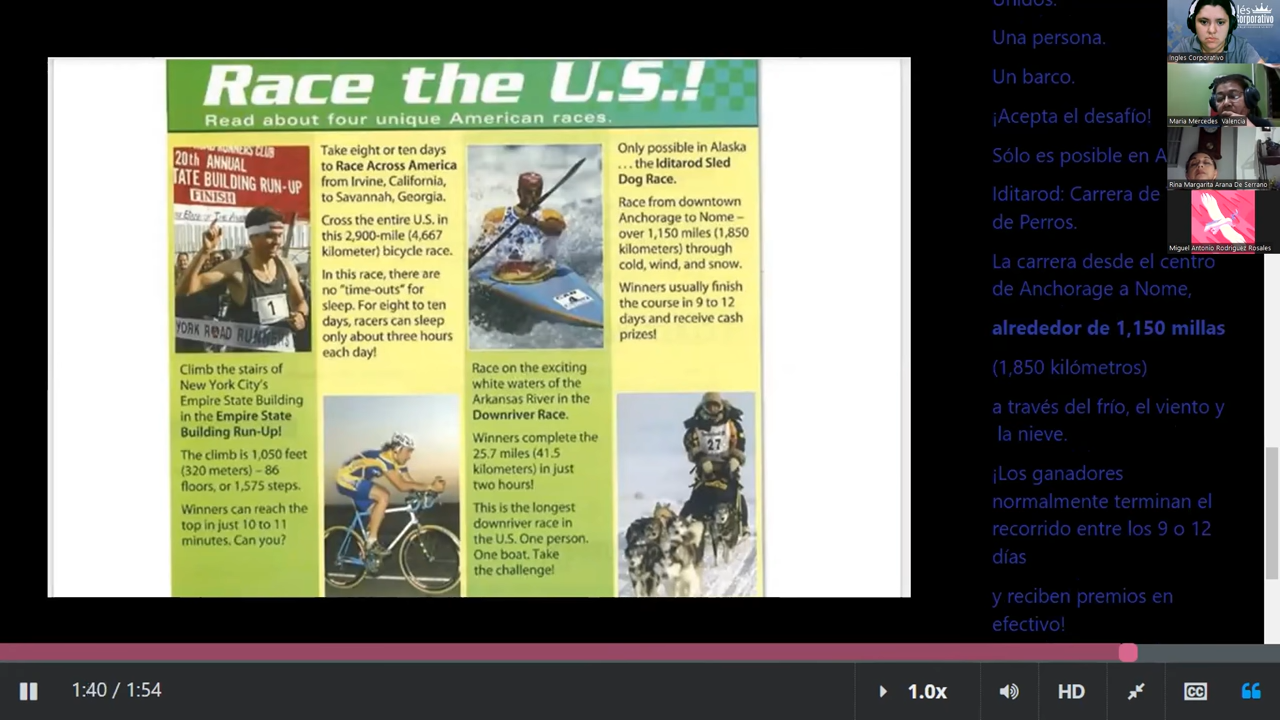 Race the U.S.!
Read about four unique American races.
20th ANNUAL
STATE BUILDING RUN-UP
FINISH
1
YORK ROAD RUNNERS
Climb the stairs of
New York City's
Empire State Building
in the Empire State
Building Run-Up!
The climb is 1,050 feet
(320 meters) – 86
floors, or 1,575 steps.
Winners can reach the
top in just 10 to 11
minutes. Can you?
Take eight or ten days
to Race Across America
from Irvine, California,
to Savannah, Georgia.
Cross the entire U.S. in
this 2,900-mile (4,667
kilometer) bicycle race.
In this race, there are
no "time-outs" for
sleep. For eight to ten
days, racers can sleep
only about three hours
each day!
Race on the exciting
white waters of the
Arkansas River in the
Downriver Race.
Winners complete the
25.7 miles (41.5
kilometers) in just
two hours!
This is the longest
downriver race in
the U.S. One person.
One boat. Take
the challenge!
Only possible in Alaska
. . . the Iditarod Sled
Dog Race.
Race from downtown
Anchorage to Nome –
over 1,150 miles (1,850
kilometers) through
cold, wind, and snow.
Winners usually finish
the course in 9 to 12
days and receive cash
prizes!
27
Unidos.
Una persona.
Un barco.
¡Acepta el desafío!
Sólo es posible en A
Iditarod: Carrera de
de Perros.
La carrera desde el centro
de Anchorage a Nome,
alrededor de 1,150 millas
(1,850 kilómetros)
a través del frío, el viento y
la nieve.
¡Los ganadores
normalmente terminan el
recorrido entre los 9 o 12
días
y reciben premios en
efectivo!
lés
Corporativo
Ingles Corporativo
Maria Mercedes Valencia
Rina Margarita Arana De Serrano
Miguel Antonio Rodriguez Rosales
1:40 / 1:54
1.0x
HD
CC